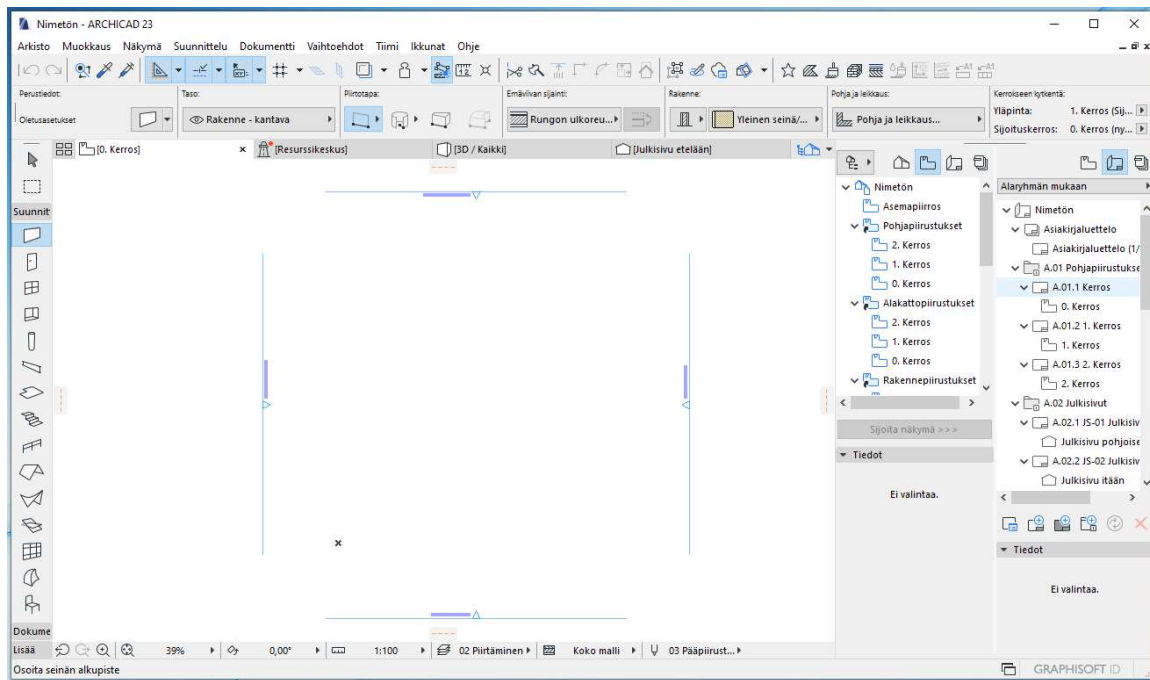 Nimetön - ARCHICAD 23
Arkisto Muokkaus Näkymä Suunnittelu Dokumentti Vaihtoehdot Tiimi Ikkunat Ohje
Perustiedot: Taso: Piirtotapa: Emäviivan sijainti: Rakenne: Pohja ja leikkaus: Kerrokseen kytkentä:
Yläpinta: 1. Kerros (Sij...
Oletusasetukset Rakenne - kantava Rungon ulkoreu... Yleinen seinä/... Pohja ja leikkaus...
Sijoituskerros: 0. Kerros (ny...
[0. Kerros] [Resurssikeskus] [3D / Kaikki] [Julkisivu etelään]
Suunnit
Dokume
Lisää
Nimetön
Asemapiirros
Pohjapiirustukset
2. Kerros
1. Kerros
0. Kerros
Alakattopiirustukset
2. Kerros
1. Kerros
0. Kerros
Rakennepiirustukset
Sijoita näkymä >>>
Tiedot
Ei valintaa.
Alaryhmän mukaan
Nimetön
Asiakirjaluettelo
Asiakirjaluettelo (1/
A.01 Pohjapiirustukse
A.01.1 Kerros
0. Kerros
A.01.2 1. Kerros
1. Kerros
A.01.3 2. Kerros
2. Kerros
A.02 Julkisivut
A.02.1 JS-01 Julkisiv
Julkisivu pohjoise
A.02.2 JS-02 Julkisiv
Julkisivu itään
Tiedot
Ei valintaa.
39% 0,00° 1:100 02 Piirtäminen Koko malli 03 Pääpiirust...
Osoita seinän alkupiste
GRAPHISOFT ID